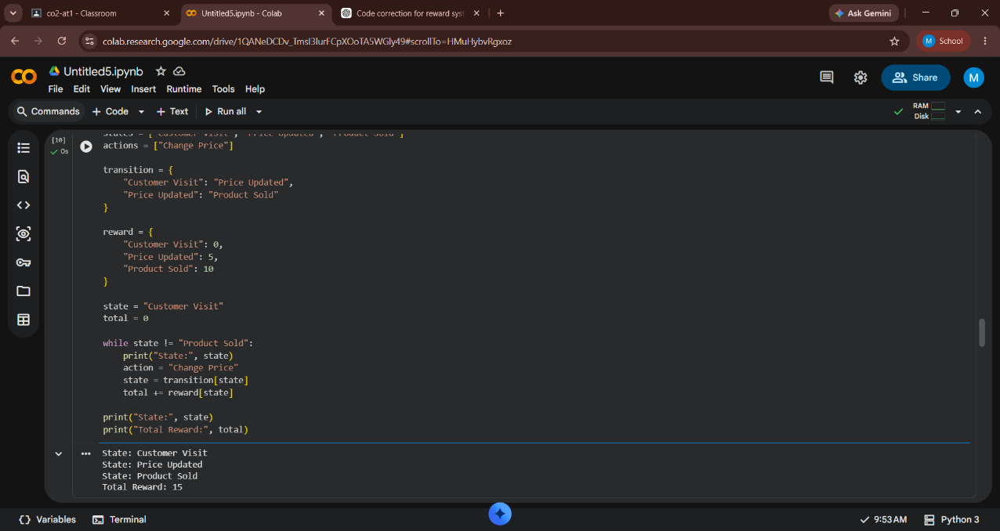 co2-at1 - Classroom
Untitled5.ipynb - Colab
Code correction for reward sys
Ask Gemini
colab.research.google.com/drive/1QANeDCDv_Tmsl3lurFCpXOoTA5WGly49#scrollTo=HMuHybvRgxoz
M School
CO Untitled5.ipynb
File Edit View Insert Runtime Tools Help
Share
M
Commands + Code + Text Run all
RAM
Disk
[10]
0s
states = ["Customer Visit", "Price Updated", "Product Sold"]
actions = ["Change Price"]
transition = {
"Customer Visit": "Price Updated",
"Price Updated": "Product Sold"
}
reward = {
"Customer Visit": 0,
"Price Updated": 5,
"Product Sold": 10
}
state = "Customer Visit"
total = 0
while state != "Product Sold":
print("State:", state)
action = "Change Price"
state = transition[state]
total += reward[state]
print("State:", state)
print("Total Reward:", total)
State: Customer Visit
State: Price Updated
State: Product Sold
Total Reward: 15
{} Variables Terminal
9:53 AM Python 3